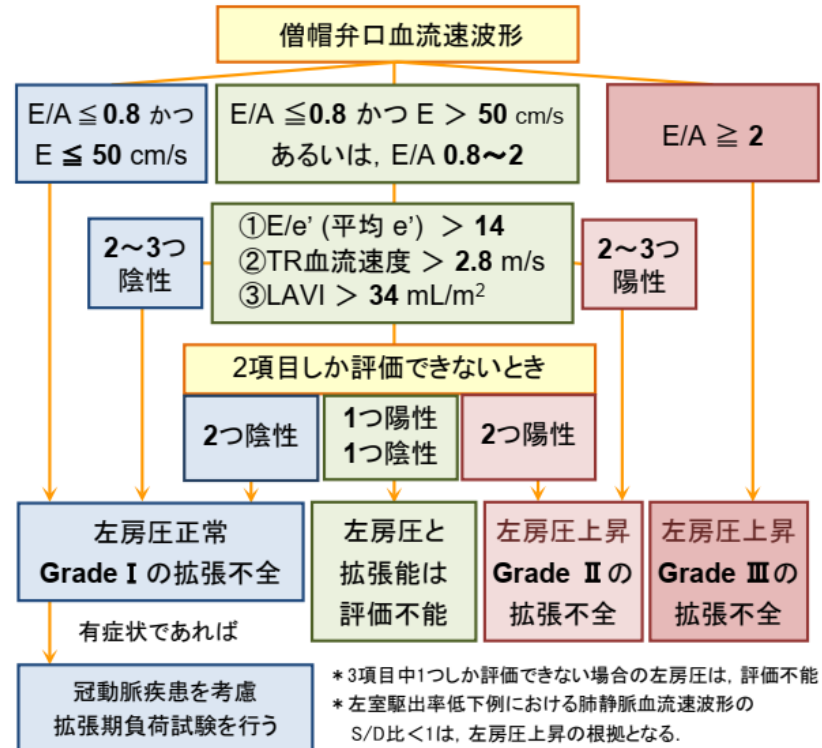 僧帽弁口血流速波形
E/A ≦ 0.8 かつ
E ≦ 50 cm/s
E/A ≦0.8 かつ E > 50 cm/s
あるいは, E/A 0.8~2
E/A ≧ 2
2~3つ
陰性
①E/e' (平均 e') > 14
②TR血流速度 > 2.8 m/s
③LAVI > 34 mL/m²
2~3つ
陽性
2項目しか評価できないとき
2つ陰性
1つ陽性
1つ陰性
2つ陽性
左房圧正常
Grade Ⅰ の拡張不全
左房圧と
拡張能は
評価不能
左房圧上昇
Grade Ⅱ の
拡張不全
左房圧上昇
Grade Ⅲ の
拡張不全
有症状であれば
冠動脈疾患を考慮
拡張期負荷試験を行う
*3項目中1つしか評価できない場合の左房圧は, 評価不能
*左室駆出率低下例における肺静脈血流速波形の
S/D比<1は, 左房圧上昇の根拠となる.